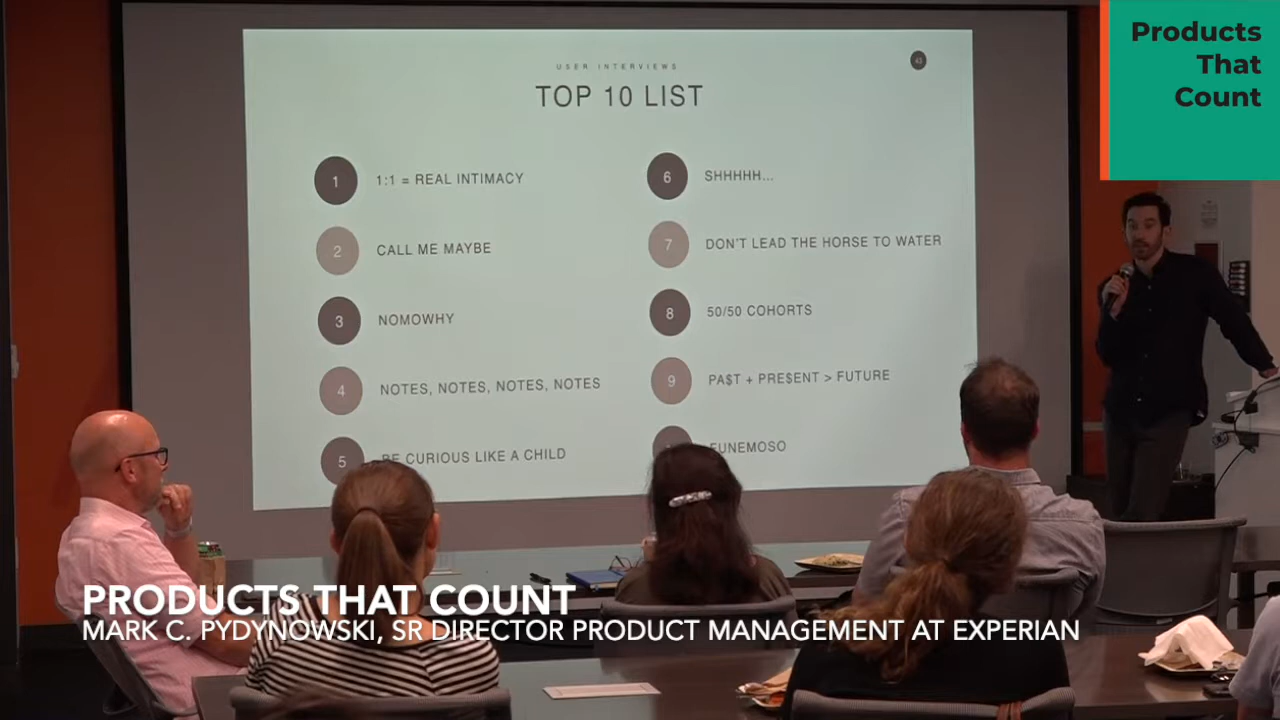 Products
That
Count
43
USER INTERVIEWS
TOP 10 LIST
1 1:1 = REAL INTIMACY
2 CALL ME MAYBE
3 NOMOWHY
4 NOTES, NOTES, NOTES, NOTES
5 BE CURIOUS LIKE A CHILD
6 SHHHHH...
7 DON'T LEAD THE HORSE TO WATER
8 50/50 COHORTS
9 PA$T + PRE$ENT > FUTURE
FUNEMOSO
PRODUCTS THAT COUNT
MARK C. PYDYNOWSKI, SR DIRECTOR PRODUCT MANAGEMENT AT EXPERIAN